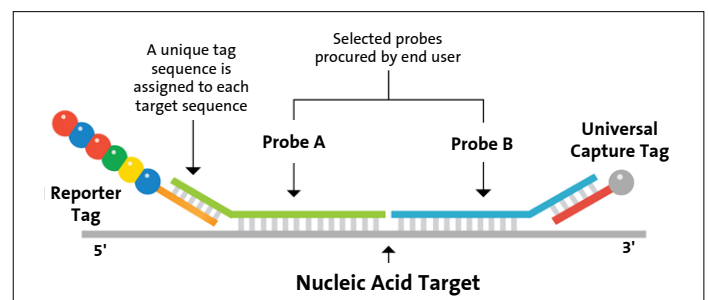 A unique tag
sequence is
assigned to each
target sequence
Selected probes
procured by end user
Probe A
Probe B
Universal
Capture Tag
Reporter
Tag
5'
3'
Nucleic Acid Target